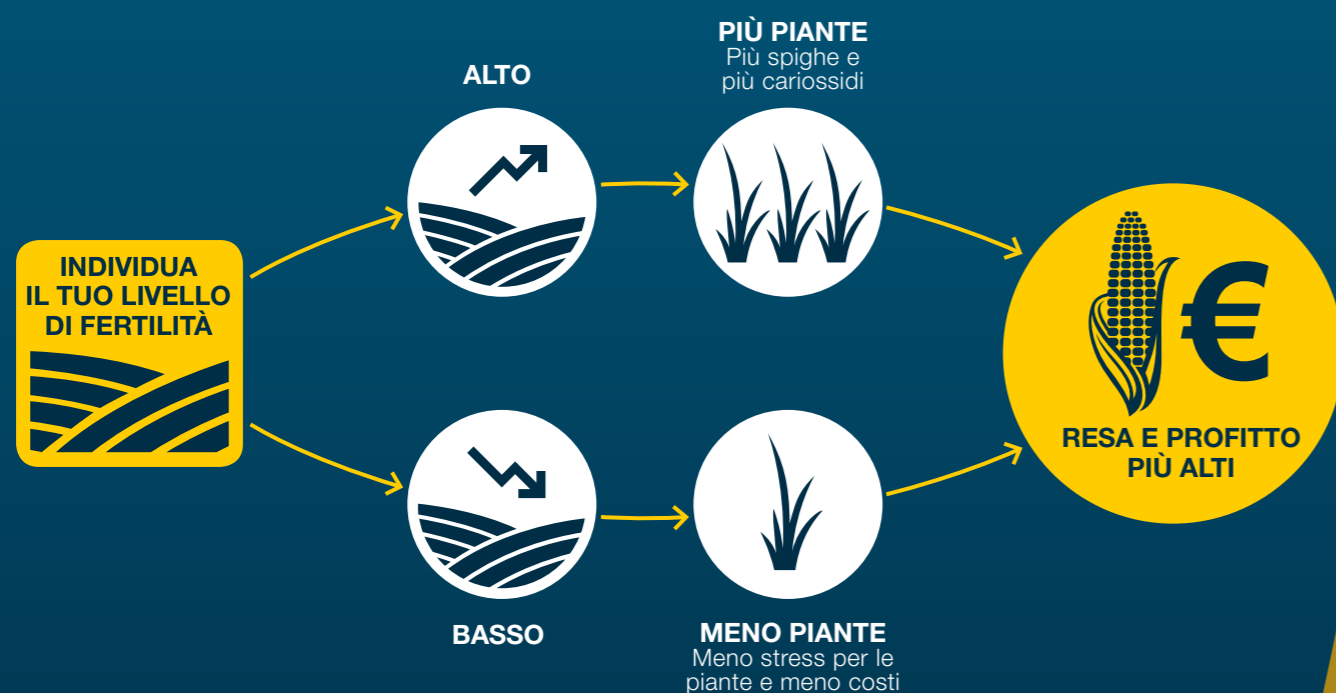 INDIVIDUA
IL TUO LIVELLO
DI FERTILITÀ
ALTO
PIÙ PIANTE
Più spighe e
più cariossidi
BASSO
MENO PIANTE
Meno stress per le
piante e meno costi
€
RESA E PROFITTO
PIÙ ALTI